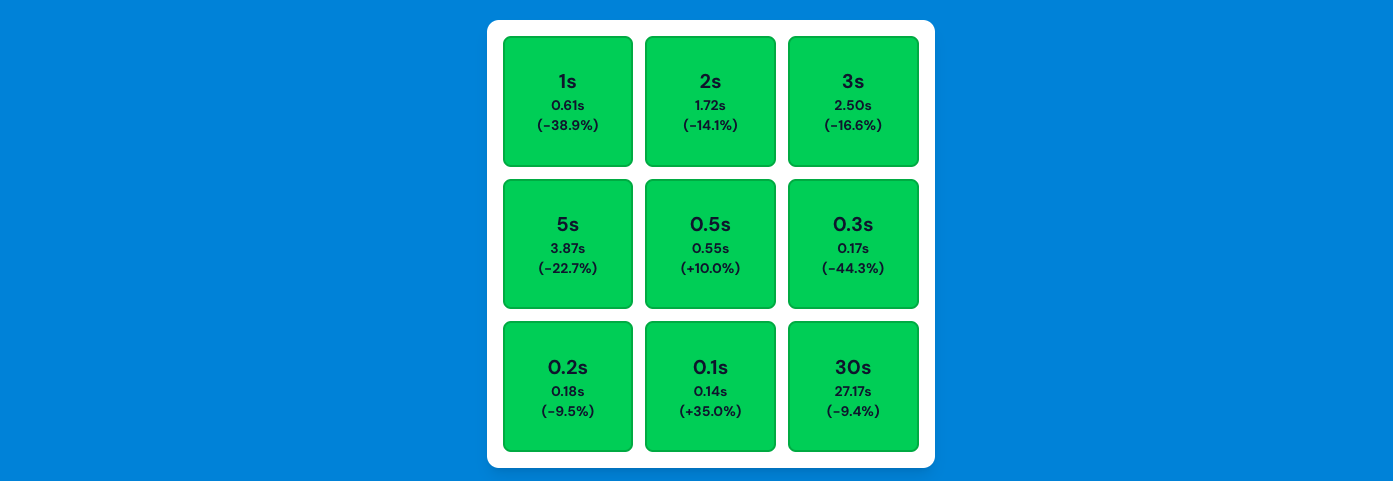 1s
0.61s
(−38.9%)
2s
1.72s
(−14.1%)
3s
2.50s
(−16.6%)
5s
3.87s
(−22.7%)
0.5s
0.55s
(+10.0%)
0.3s
0.17s
(−44.3%)
0.2s
0.18s
(−9.5%)
0.1s
0.14s
(+35.0%)
30s
27.17s
(−9.4%)